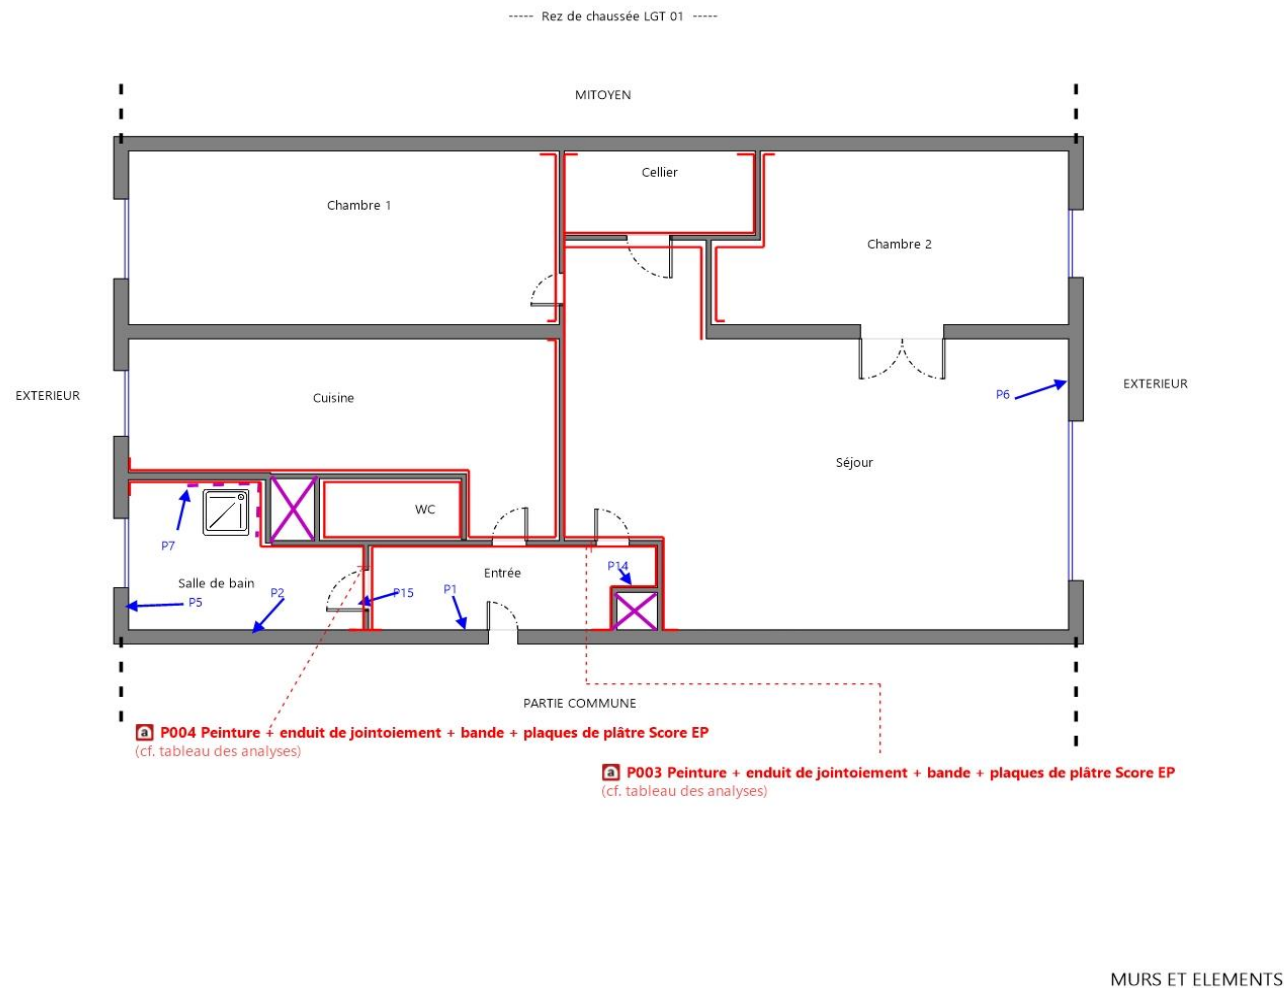 ----- Rez de chaussée LGT 01 -----
MITOYEN
Cellier
Chambre 1
Chambre 2
EXTERIEUR
EXTERIEUR
P6
Cuisine
Séjour
WC
P7
Entrée
P14
Salle de bain
P2
P15
P1
P5
PARTIE COMMUNE
a P004 Peinture + enduit de jointoiement + bande + plaques de plâtre Score EP
(cf. tableau des analyses)
a P003 Peinture + enduit de jointoiement + bande + plaques de plâtre Score EP
(cf. tableau des analyses)
MURS ET ELEMENTS